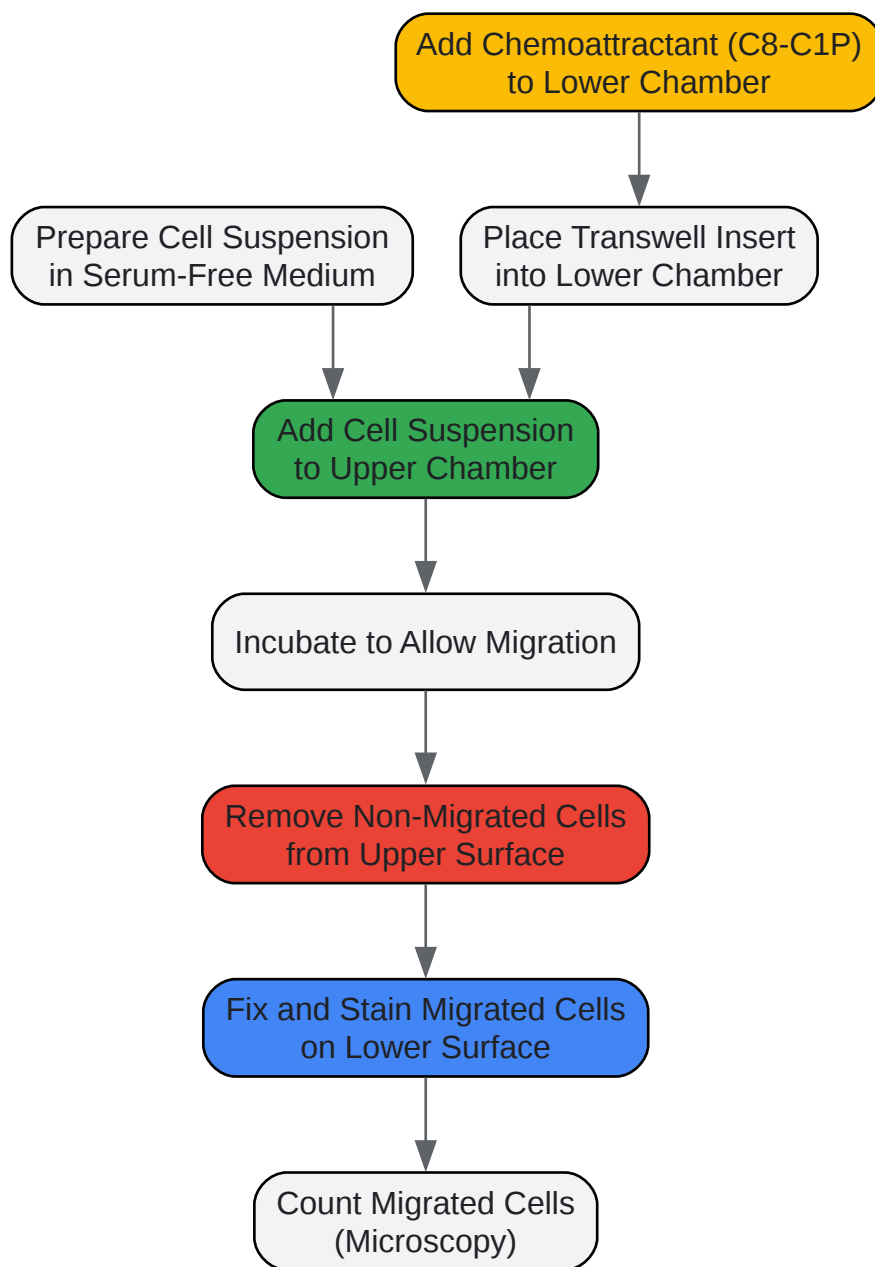 Add Chemoattractant (C8-C1P)
to Lower Chamber
Prepare Cell Suspension
in Serum-Free Medium
Place Transwell Insert
into Lower Chamber
Add Cell Suspension
to Upper Chamber
Incubate to Allow Migration
Remove Non-Migrated Cells
from Upper Surface
Fix and Stain Migrated Cells
on Lower Surface
Count Migrated Cells
(Microscopy)